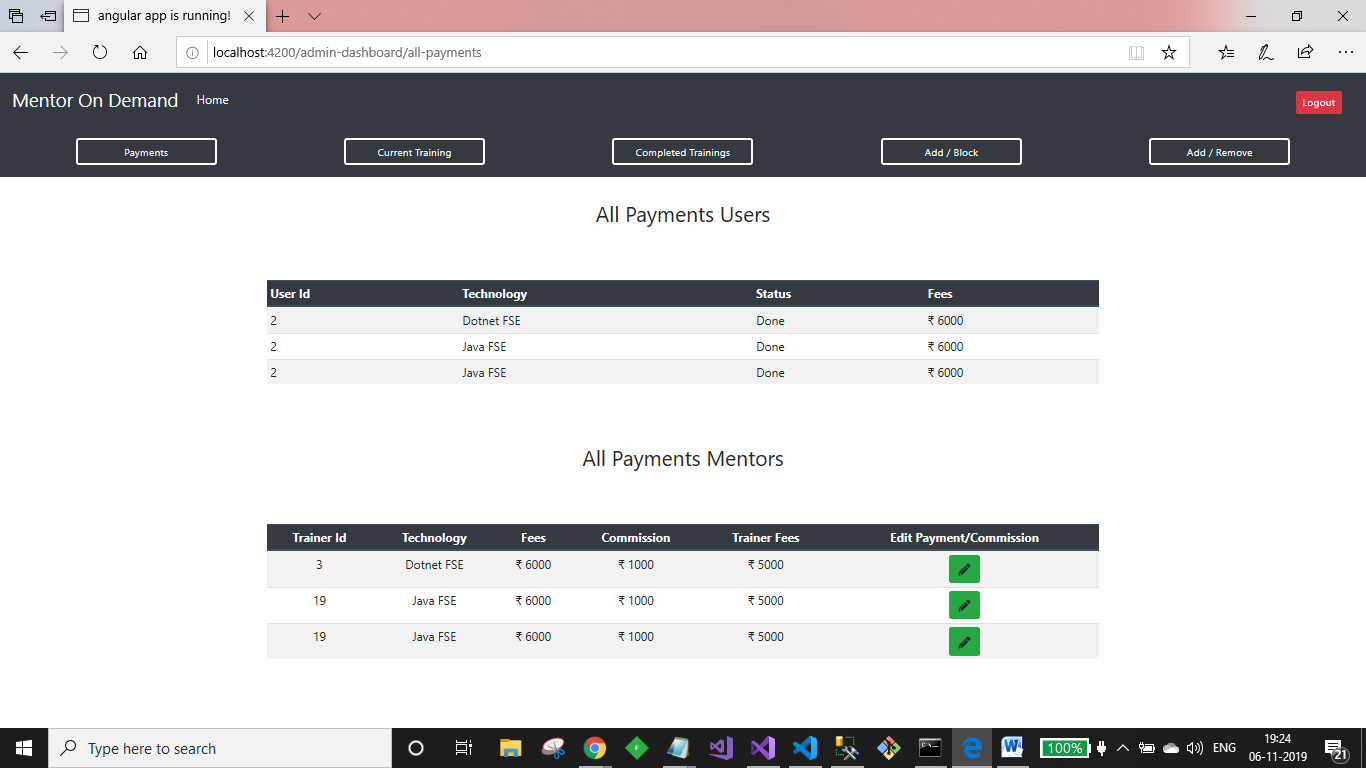 angular app is running!
localhost:4200/admin-dashboard/all-payments
Mentor On Demand Home Logout
Payments Current Training Completed Trainings Add / Block Add / Remove
All Payments Users
User Id Technology Status Fees
2 Dotnet FSE Done ₹ 6000
2 Java FSE Done ₹ 6000
2 Java FSE Done ₹ 6000
All Payments Mentors
Trainer Id Technology Fees Commission Trainer Fees Edit Payment/Commission
3 Dotnet FSE ₹ 6000 ₹ 1000 ₹ 5000
19 Java FSE ₹ 6000 ₹ 1000 ₹ 5000
19 Java FSE ₹ 6000 ₹ 1000 ₹ 5000
Type here to search
100%
ENG
19:24
06-11-2019
21